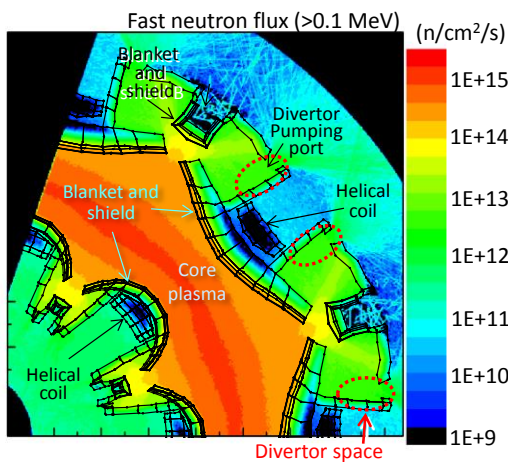 Fast neutron flux (>0.1 MeV)
(n/cm²/s)
Blanket
and
shield
Divertor
Pumping
port
Helical
coil
Blanket and
shield
Core
plasma
Helical
coil
Divertor space
1E+15
1E+14
1E+13
1E+12
1E+11
1E+10
1E+9